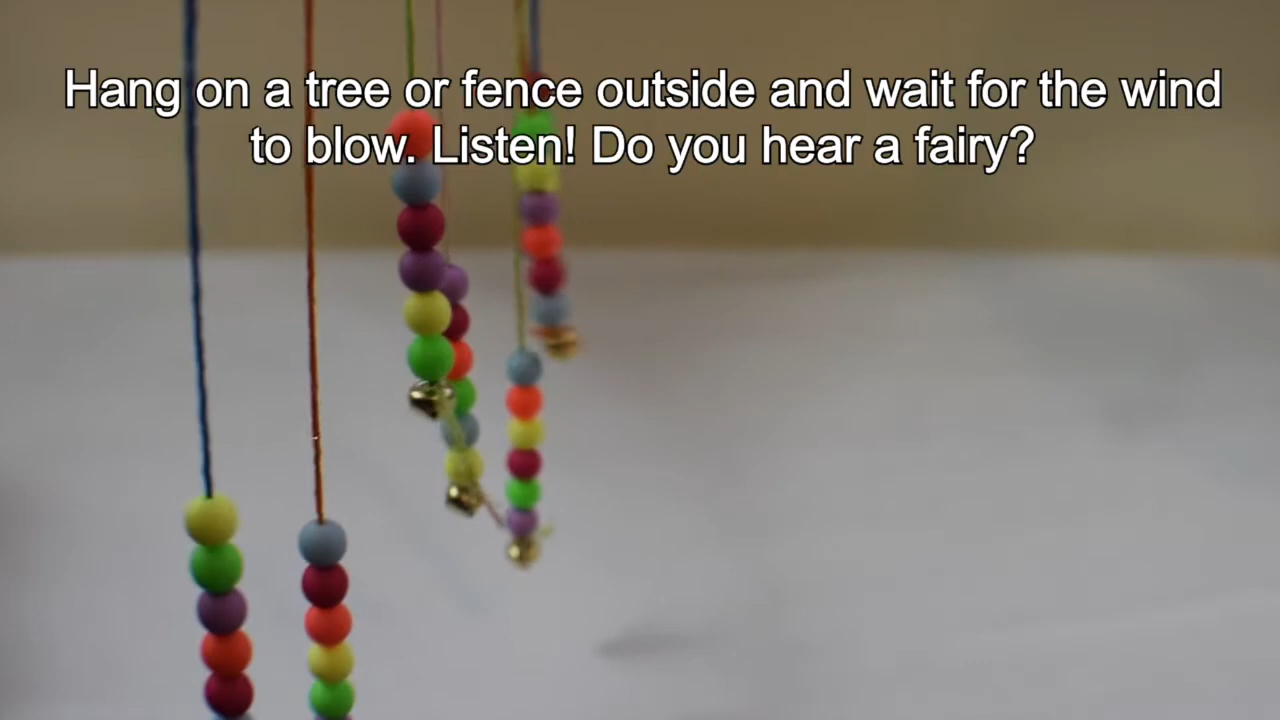 Hang on a tree or fence outside and wait for the wind
to blow. Listen! Do you hear a fairy?